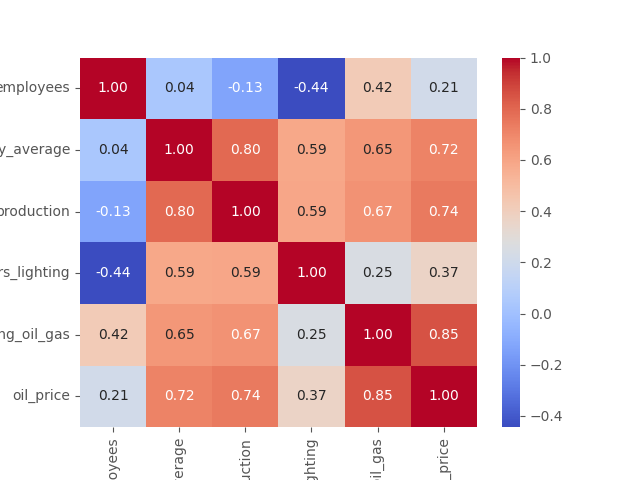 employees 1.00 0.04 -0.13 -0.44 0.42 0.21
y_average 0.04 1.00 0.80 0.59 0.65 0.72
production -0.13 0.80 1.00 0.59 0.67 0.74
rs_lighting -0.44 0.59 0.59 1.00 0.25 0.37
ng_oil_gas 0.42 0.65 0.67 0.25 1.00 0.85
oil_price 0.21 0.72 0.74 0.37 0.85 1.00
oyees
erage
uction
ghting
oil_gas
_price
1.0
0.8
0.6
0.4
0.2
0.0
−0.2
−0.4